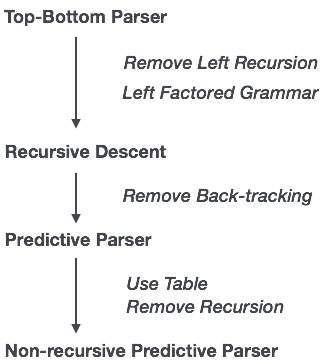 Top-Bottom Parser
Remove Left Recursion
Left Factored Grammar
Recursive Descent
Remove Back-tracking
Predictive Parser
Use Table
Remove Recursion
Non-recursive Predictive Parser